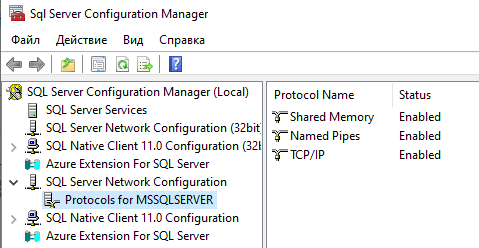 Sql Server Configuration Manager
Файл Действие Вид Справка
SQL Server Configuration Manager (Local)
SQL Server Services
SQL Server Network Configuration (32bit
SQL Native Client 11.0 Configuration (32
Azure Extension For SQL Server
SQL Server Network Configuration
Protocols for MSSQLSERVER
SQL Native Client 11.0 Configuration
Azure Extension For SQL Server
Protocol Name Status
Shared Memory Enabled
Named Pipes Enabled
TCP/IP Enabled